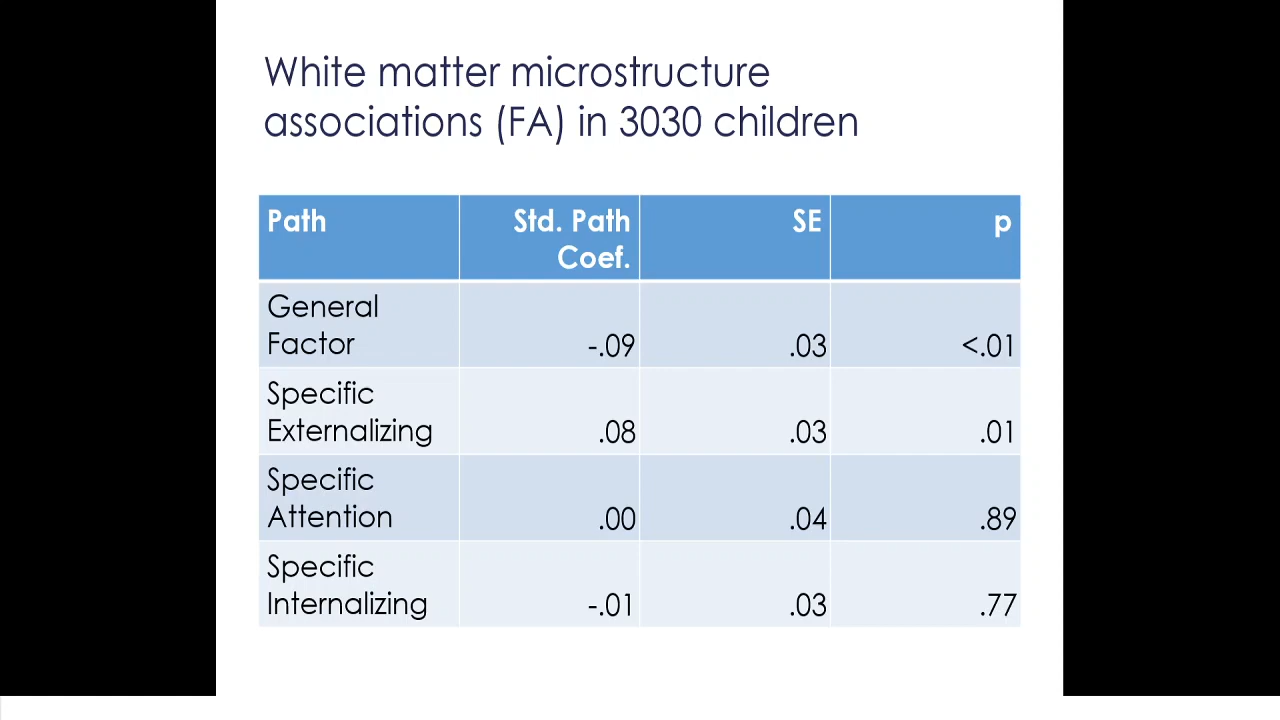 White matter microstructure
associations (FA) in 3030 children
Path Std. Path Coef. SE p
General Factor -.09 .03 <.01
Specific Externalizing .08 .03 .01
Specific Attention .00 .04 .89
Specific Internalizing -.01 .03 .77